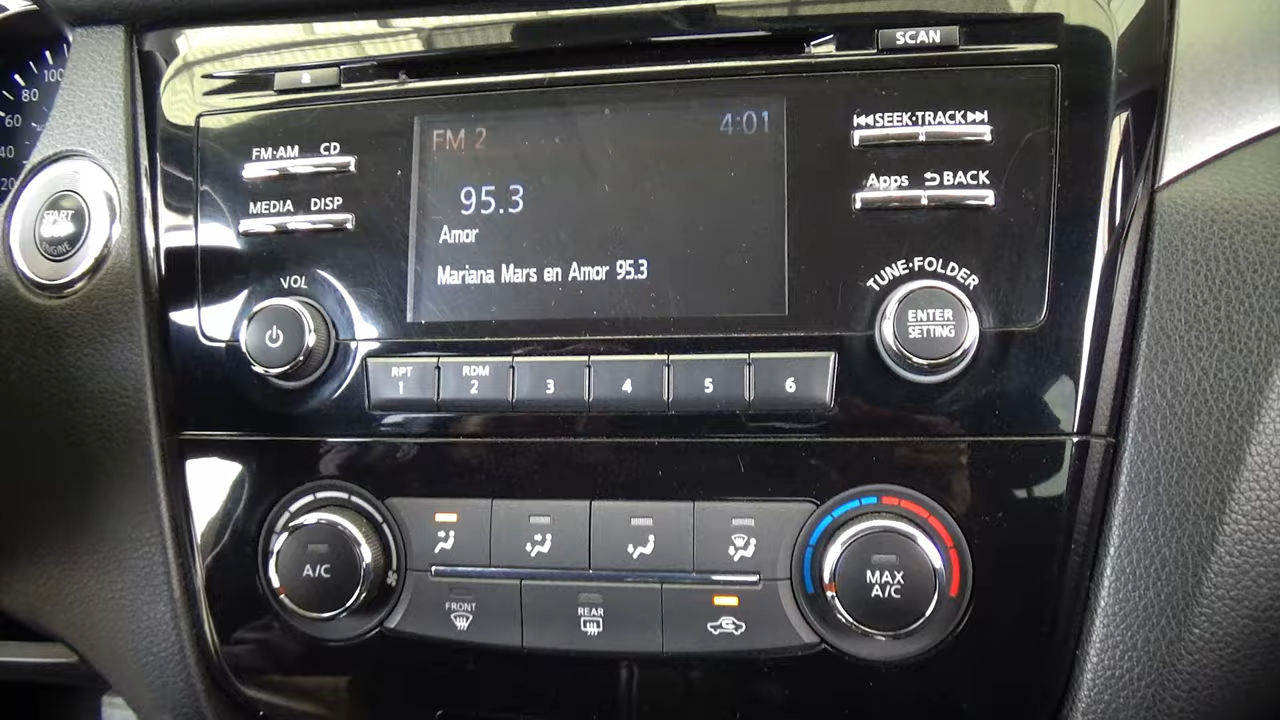 SCAN
100
80
60
40
20
START
ENGINE
FM·AM CD
MEDIA DISP
VOL
FM 2 4:01
95.3
Amor
Mariana Mars en Amor 95.3
SEEK·TRACK
Apps BACK
TUNE·FOLDER
ENTER
SETTING
RPT
1
RDM
2
3
4
5
6
A/C
FRONT
REAR
MAX
A/C